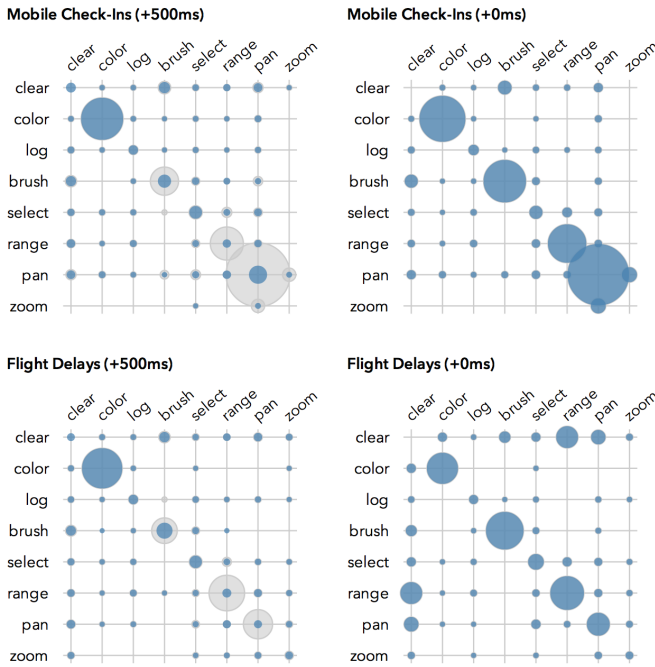 Mobile Check-Ins (+500ms)
Mobile Check-Ins (+0ms)
clear color log brush select range pan zoom
clear color log brush select range pan zoom
clear
clear
color
color
log
log
brush
brush
select
select
range
range
pan
pan
zoom
zoom
Flight Delays (+500ms)
Flight Delays (+0ms)
clear color log brush select range pan zoom
clear color log brush select range pan zoom
clear
clear
color
color
log
log
brush
brush
select
select
range
range
pan
pan
zoom
zoom